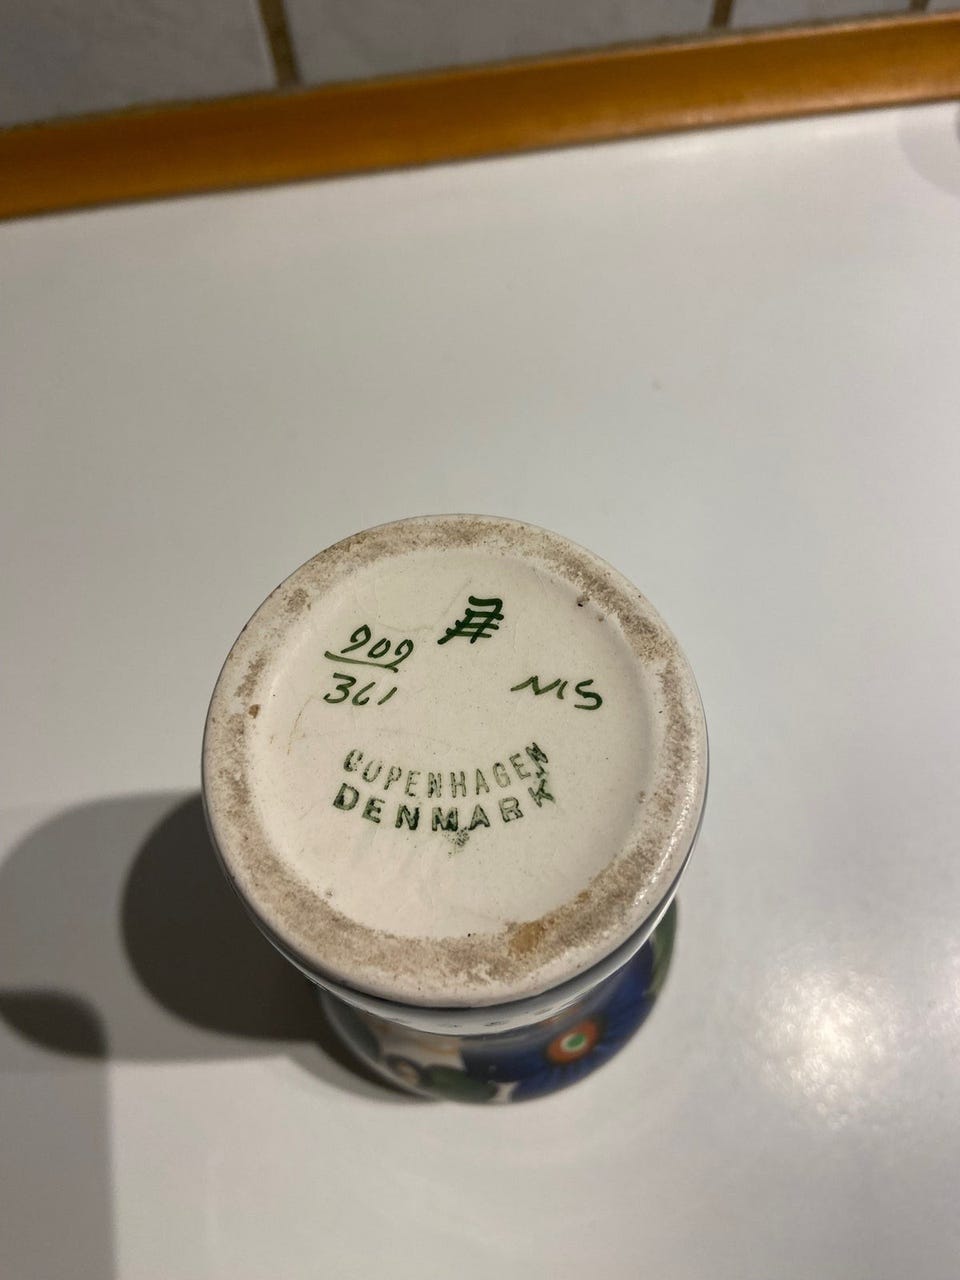 909
361
MS
COPENHAGEN
DENMARK